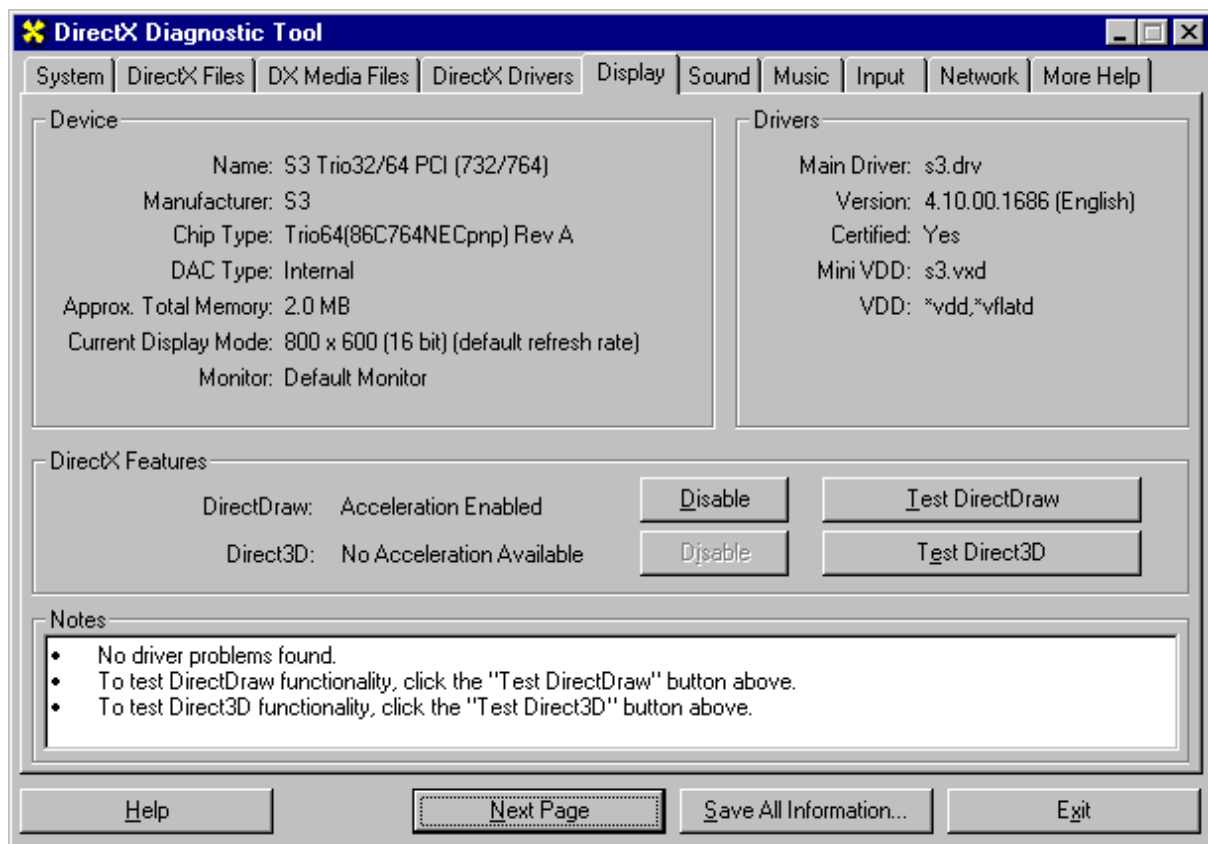 DirectX Diagnostic Tool
System DirectX Files DX Media Files DirectX Drivers Display Sound Music Input Network More Help
Device
Name: S3 Trio32/64 PCI (732/764)
Manufacturer: S3
Chip Type: Trio64(86C764NECpnp) Rev A
DAC Type: Internal
Approx. Total Memory: 2.0 MB
Current Display Mode: 800 x 600 (16 bit) (default refresh rate)
Monitor: Default Monitor
Drivers
Main Driver: s3.drv
Version: 4.10.00.1686 (English)
Certified: Yes
Mini VDD: s3.vxd
VDD: *vdd,*vflatd
DirectX Features
DirectDraw: Acceleration Enabled Disable Test DirectDraw
Direct3D: No Acceleration Available Disable Test Direct3D
Notes
• No driver problems found.
• To test DirectDraw functionality, click the "Test DirectDraw" button above.
• To test Direct3D functionality, click the "Test Direct3D" button above.
Help Next Page Save All Information... Exit